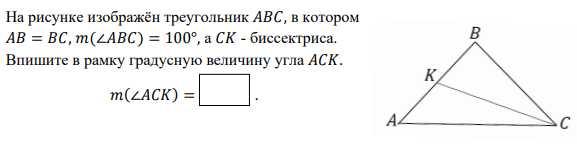 На рисунке изображён треугольник ABC, в котором
AB = BC, m(∠ABC) = 100°, а CK - биссектриса.
Впишите в рамку градусную величину угла ACK.
m(∠ACK) = .
B
K
A
C